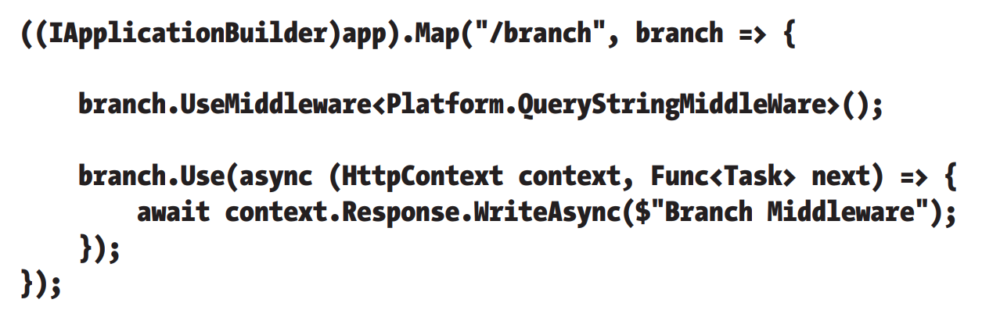 ((IApplicationBuilder)app).Map("/branch", branch => {
branch.UseMiddleware<Platform.QueryStringMiddleWare>();
branch.Use(async (HttpContext context, Func<Task> next) => {
await context.Response.WriteAsync($"Branch Middleware");
});
});